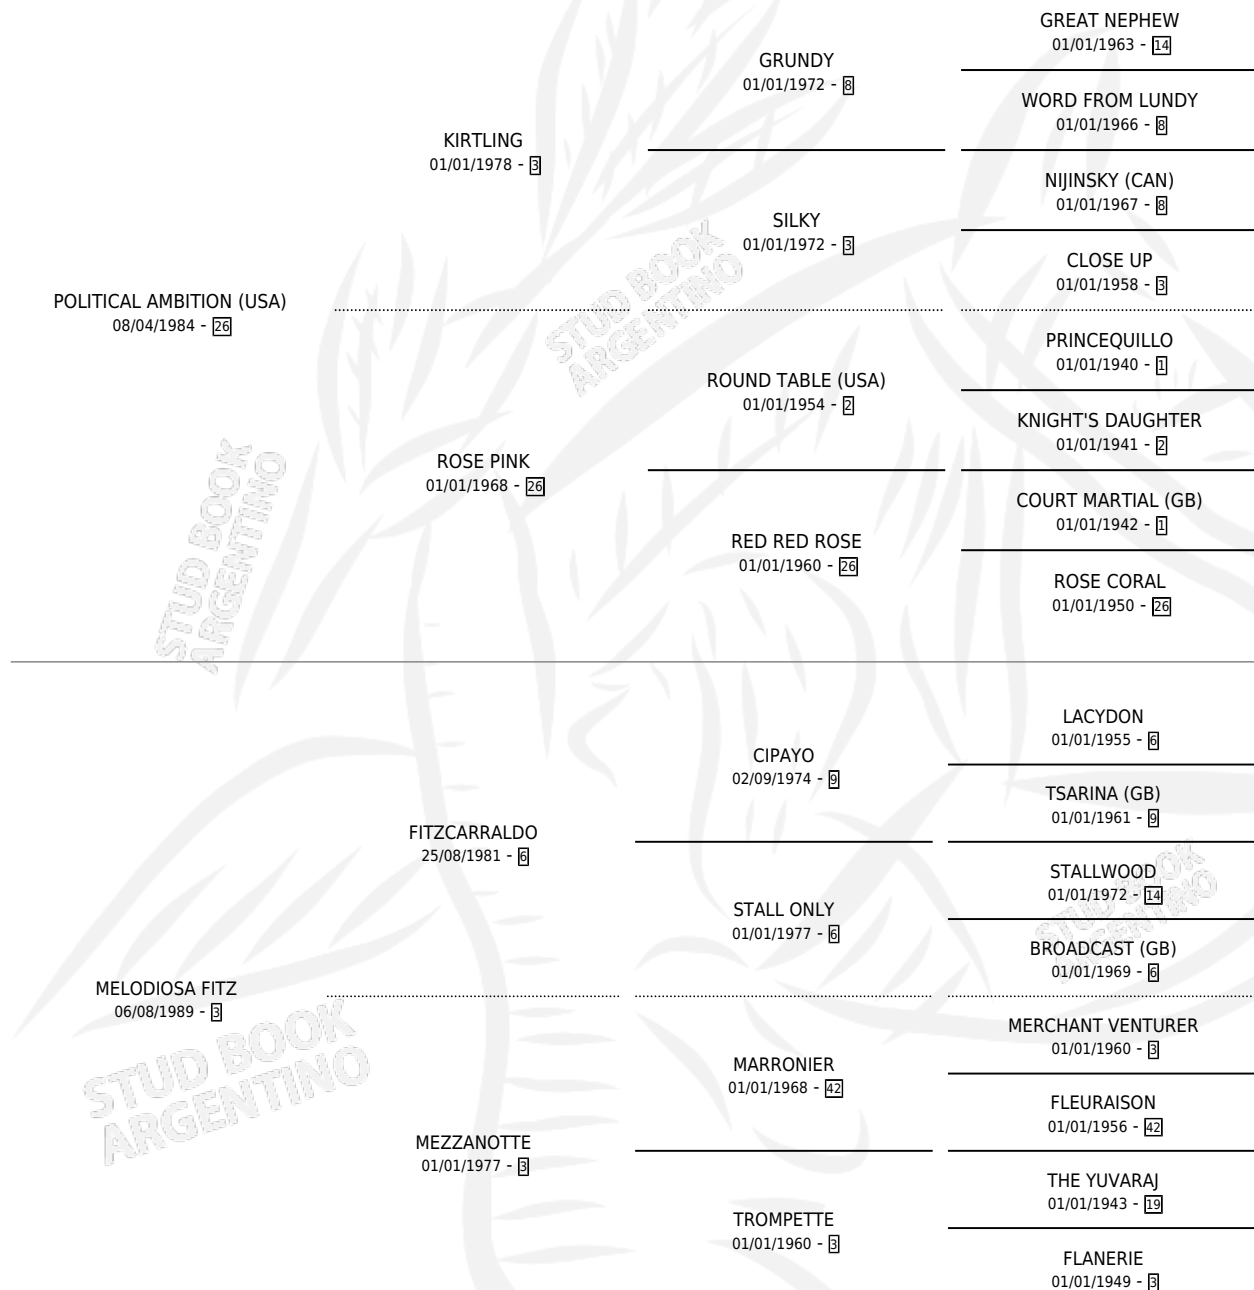 GREAT NEPHEW
01/01/1963 - 14
GRUNDY
01/01/1972 - 8
WORD FROM LUNDY
01/01/1966 - 8
KIRTLING
01/01/1978 - 3
NIJINSKY (CAN)
01/01/1967 - 8
SILKY
01/01/1972 - 3
CLOSE UP
01/01/1958 - 3
POLITICAL AMBITION (USA)
08/04/1984 - 26
PRINCEQUILLO
01/01/1940 - 1
ROUND TABLE (USA)
01/01/1954 - 2
KNIGHT'S DAUGHTER
01/01/1941 - 2
ROSE PINK
01/01/1968 - 26
COURT MARTIAL (GB)
01/01/1942 - 1
RED RED ROSE
01/01/1960 - 26
ROSE CORAL
01/01/1950 - 26
LACYDON
01/01/1955 - 6
CIPAYO
02/09/1974 - 9
TSARINA (GB)
01/01/1961 - 9
FITZCARRALDO
25/08/1981 - 6
STALLWOOD
01/01/1972 - 14
STALL ONLY
01/01/1977 - 6
BROADCAST (GB)
01/01/1969 - 6
MELODIOSA FITZ
06/08/1989 - 3
MERCHANT VENTURER
01/01/1960 - 3
MARRONIER
01/01/1968 - 42
FLEURAISON
01/01/1956 - 42
MEZZANOTTE
01/01/1977 - 3
THE YUVARAJ
01/01/1943 - 19
TROMPETTE
01/01/1960 - 3
FLANERIE
01/01/1949 - 3
STUD BOOK
ARGENTINO
STUD BOOK
ARGENTINO
STUD BOOK
ARGENTINO
STUD BOOK
ARGENTINO